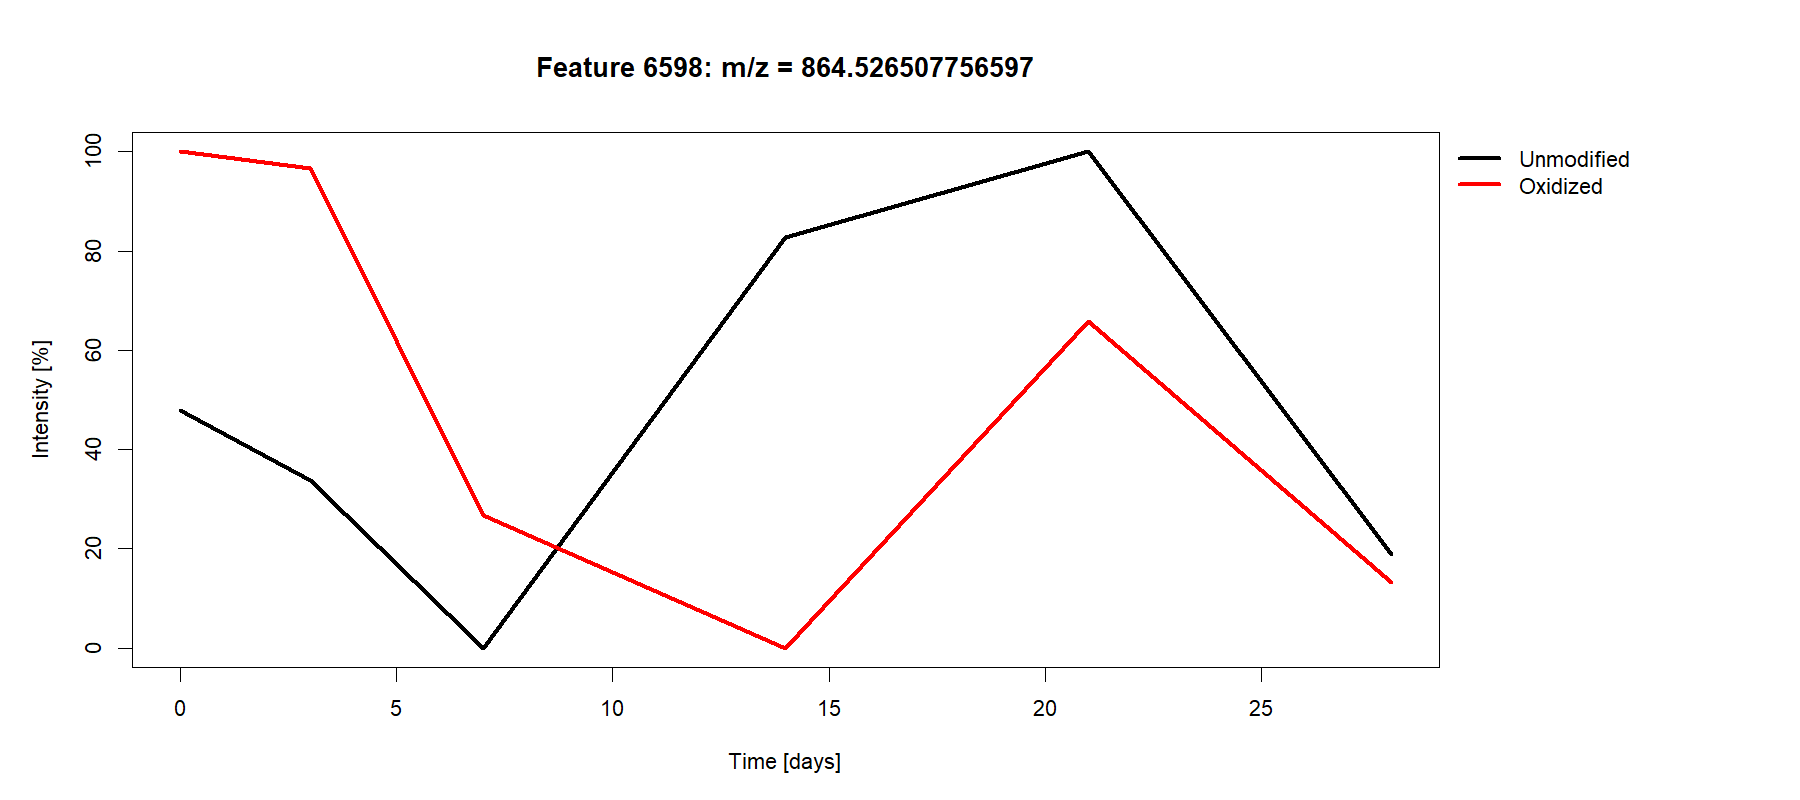 Feature 6598: m/z = 864.526507756597
Unmodified
Oxidized
100
80
60
40
20
0
Intensity [%]
0 5 10 15 20 25
Time [days]